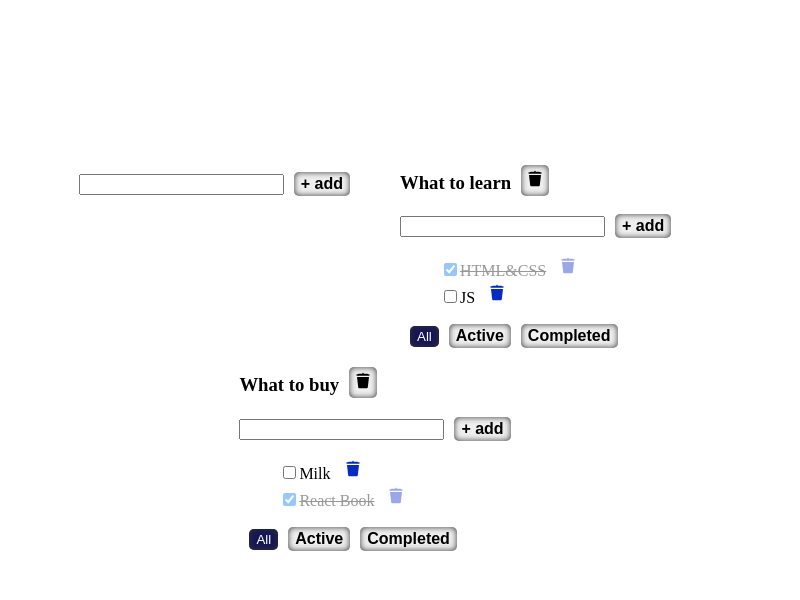 + add
What to learn
+ add
HTML&CSS
JS
All Active Completed
What to buy
+ add
Milk
React Book
All Active Completed